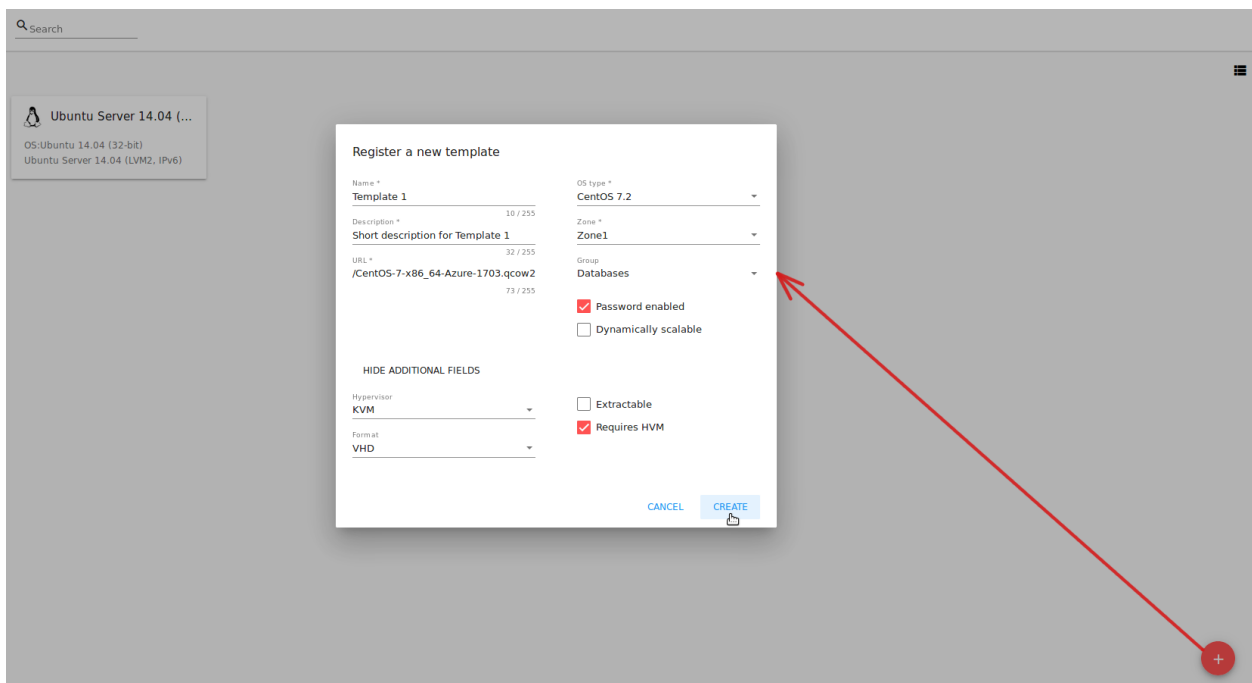 Search
Ubuntu Server 14.04 (...
OS:Ubuntu 14.04 (32-bit)
Ubuntu Server 14.04 (LVM2, IPv6)
Register a new template
Name *
Template 1
10 / 255
Description *
Short description for Template 1
32 / 255
URL *
/CentOS-7-x86_64-Azure-1703.qcow2
73 / 255
OS type *
CentOS 7.2
Zone *
Zone1
Group
Databases
Password enabled
Dynamically scalable
HIDE ADDITIONAL FIELDS
Hypervisor
KVM
Format
VHD
Extractable
Requires HVM
CANCEL CREATE
+